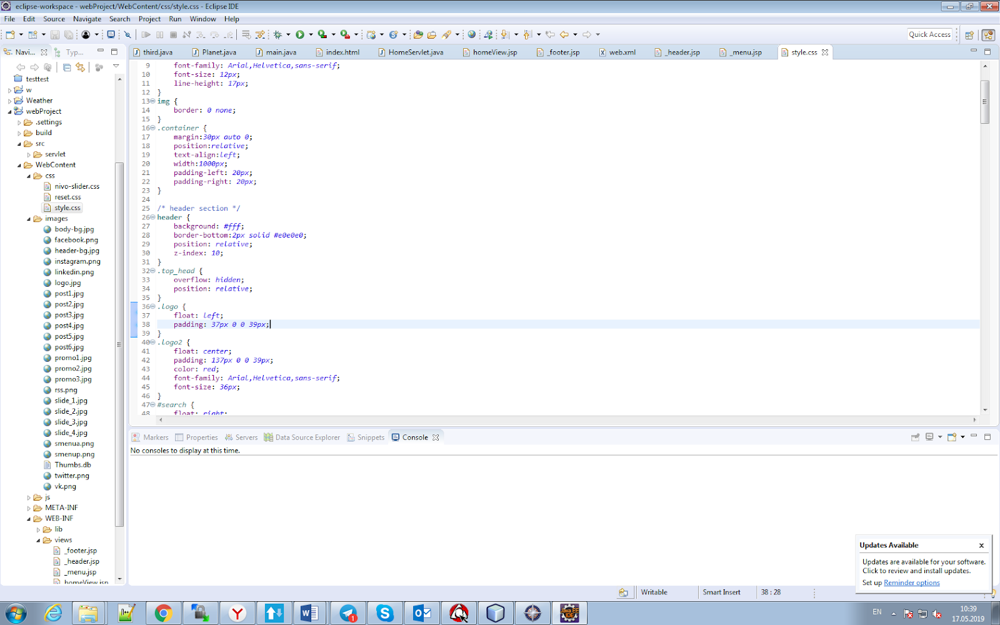 eclipse-workspace - webProject/WebContent/css/style.css - Eclipse IDE
File Edit Source Navigate Search Project Run Window Help
Quick Access
Navi... Typ...
third.java Planet.java main.java index.html HomeServlet.java homeView.jsp _footer.jsp web.xml _header.jsp _menu.jsp style.css
testtest
w
Weather
webProject
.settings
build
src
servlet
WebContent
css
nivo-slider.css
reset.css
style.css
images
body-bg.jpg
facebook.png
header-bg.jpg
instagram.png
linkedin.png
logo.jpg
post1.jpg
post2.jpg
post3.jpg
post4.jpg
post5.jpg
post6.jpg
promo1.jpg
promo2.jpg
promo3.jpg
rss.png
slide_1.jpg
slide_2.jpg
slide_3.jpg
slide_4.jpg
smenua.png
smenup.png
Thumbs.db
twitter.png
vk.png
js
META-INF
WEB-INF
lib
views
_footer.jsp
_header.jsp
_menu.jsp
homeView.jsp
9 font-family: Arial,Helvetica,sans-serif;
10 font-size: 12px;
11 line-height: 17px;
12 }
13 img {
14 border: 0 none;
15 }
16 .container {
17 margin:30px auto 0;
18 position:relative;
19 text-align:left;
20 width:1000px;
21 padding-left: 20px;
22 padding-right: 20px;
23 }
24
25 /* header section */
26 header {
27 background: #fff;
28 border-bottom:2px solid #e0e0e0;
29 position: relative;
30 z-index: 10;
31 }
32 .top_head {
33 overflow: hidden;
34 position: relative;
35 }
36 .logo {
37 float: left;
38 padding: 37px 0 0 39px;
39 }
40 .logo2 {
41 float: center;
42 padding: 137px 0 0 39px;
43 color: red;
44 font-family: Arial,Helvetica,sans-serif;
45 font-size: 36px;
46 }
47 #search {
48 float: right;
Markers Properties Servers Data Source Explorer Snippets Console
No consoles to display at this time.
Updates Available x
Updates are available for your software.
Click to review and install updates.
Set up Reminder options
Writable Smart Insert 38 : 28
EN
10:39
17.05.2019
1
Java EE
IDE